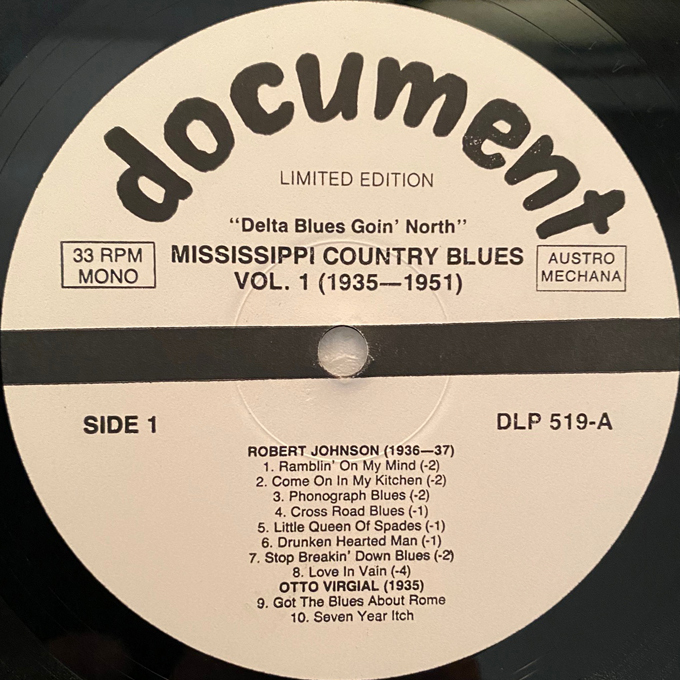 document
LIMITED EDITION
"Delta Blues Goin' North"
33 RPM
MONO
MISSISSIPPI COUNTRY BLUES
VOL. 1 (1935—1951)
AUSTRO
MECHANA
SIDE 1
DLP 519-A
ROBERT JOHNSON (1936—37)
1. Ramblin' On My Mind (-2)
2. Come On In My Kitchen (-2)
3. Phonograph Blues (-2)
4. Cross Road Blues (-1)
5. Little Queen Of Spades (-1)
6. Drunken Hearted Man (-1)
7. Stop Breakin' Down Blues (-2)
8. Love In Vain (-4)
OTTO VIRGIAL (1935)
9. Got The Blues About Rome
10. Seven Year Itch